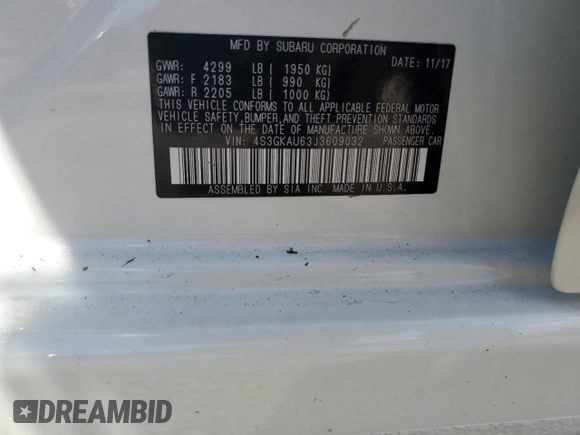 MFD BY SUBARU CORPORATION
GVWR: 4299 LB ( 1950 KG) DATE: 11/17
GAWR: F 2183 LB ( 990 KG)
GAWR: R 2205 LB ( 1000 KG)
THIS VEHICLE CONFORMS TO ALL APPLICABLE FEDERAL MOTOR
VEHICLE SAFETY, BUMPER, AND THEFT PREVENTION STANDARDS
IN EFFECT ON THE DATE OF MANUFACTURE SHOWN ABOVE.
VIN: 4S3GKAU63J3609032 PASSENGER CAR
ASSEMBLED BY SIA INC. MADE IN U.S.A.
DREAMBID